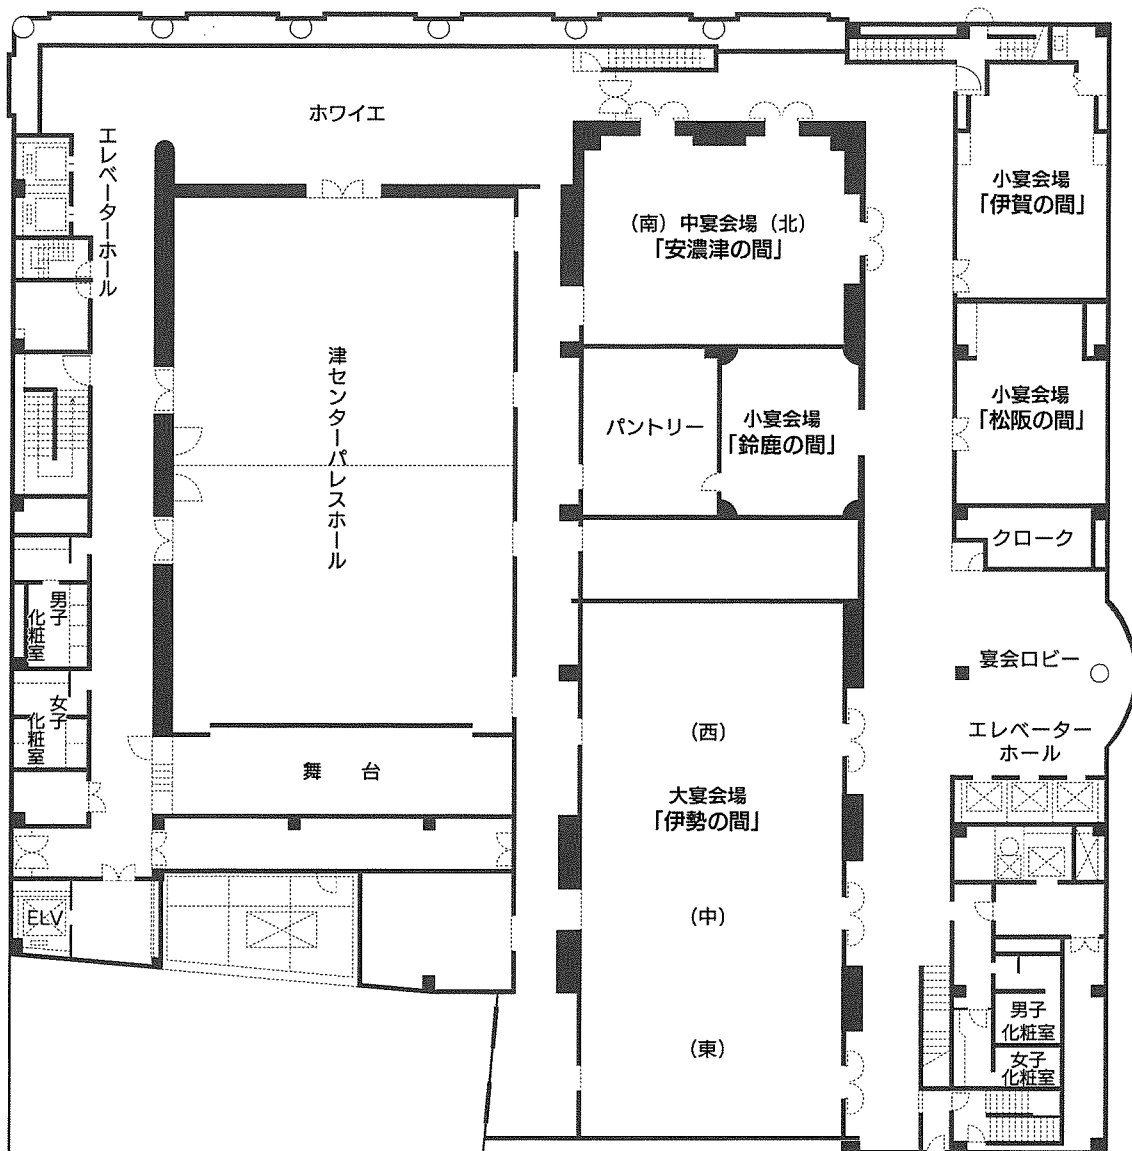 ホワイエ
エレベーターホール
(南)中宴会場(北)
「安濃津の間」
小宴会場
「伊賀の間」
津センターパレスホール
パントリー
小宴会場
「鈴鹿の間」
小宴会場
「松阪の間」
クローク
男子
化粧室
女子
化粧室
宴会ロビー
エレベーター
ホール
舞 台
(西)
大宴会場
「伊勢の間」
(中)
(東)
ELV
男子
化粧室
女子
化粧室